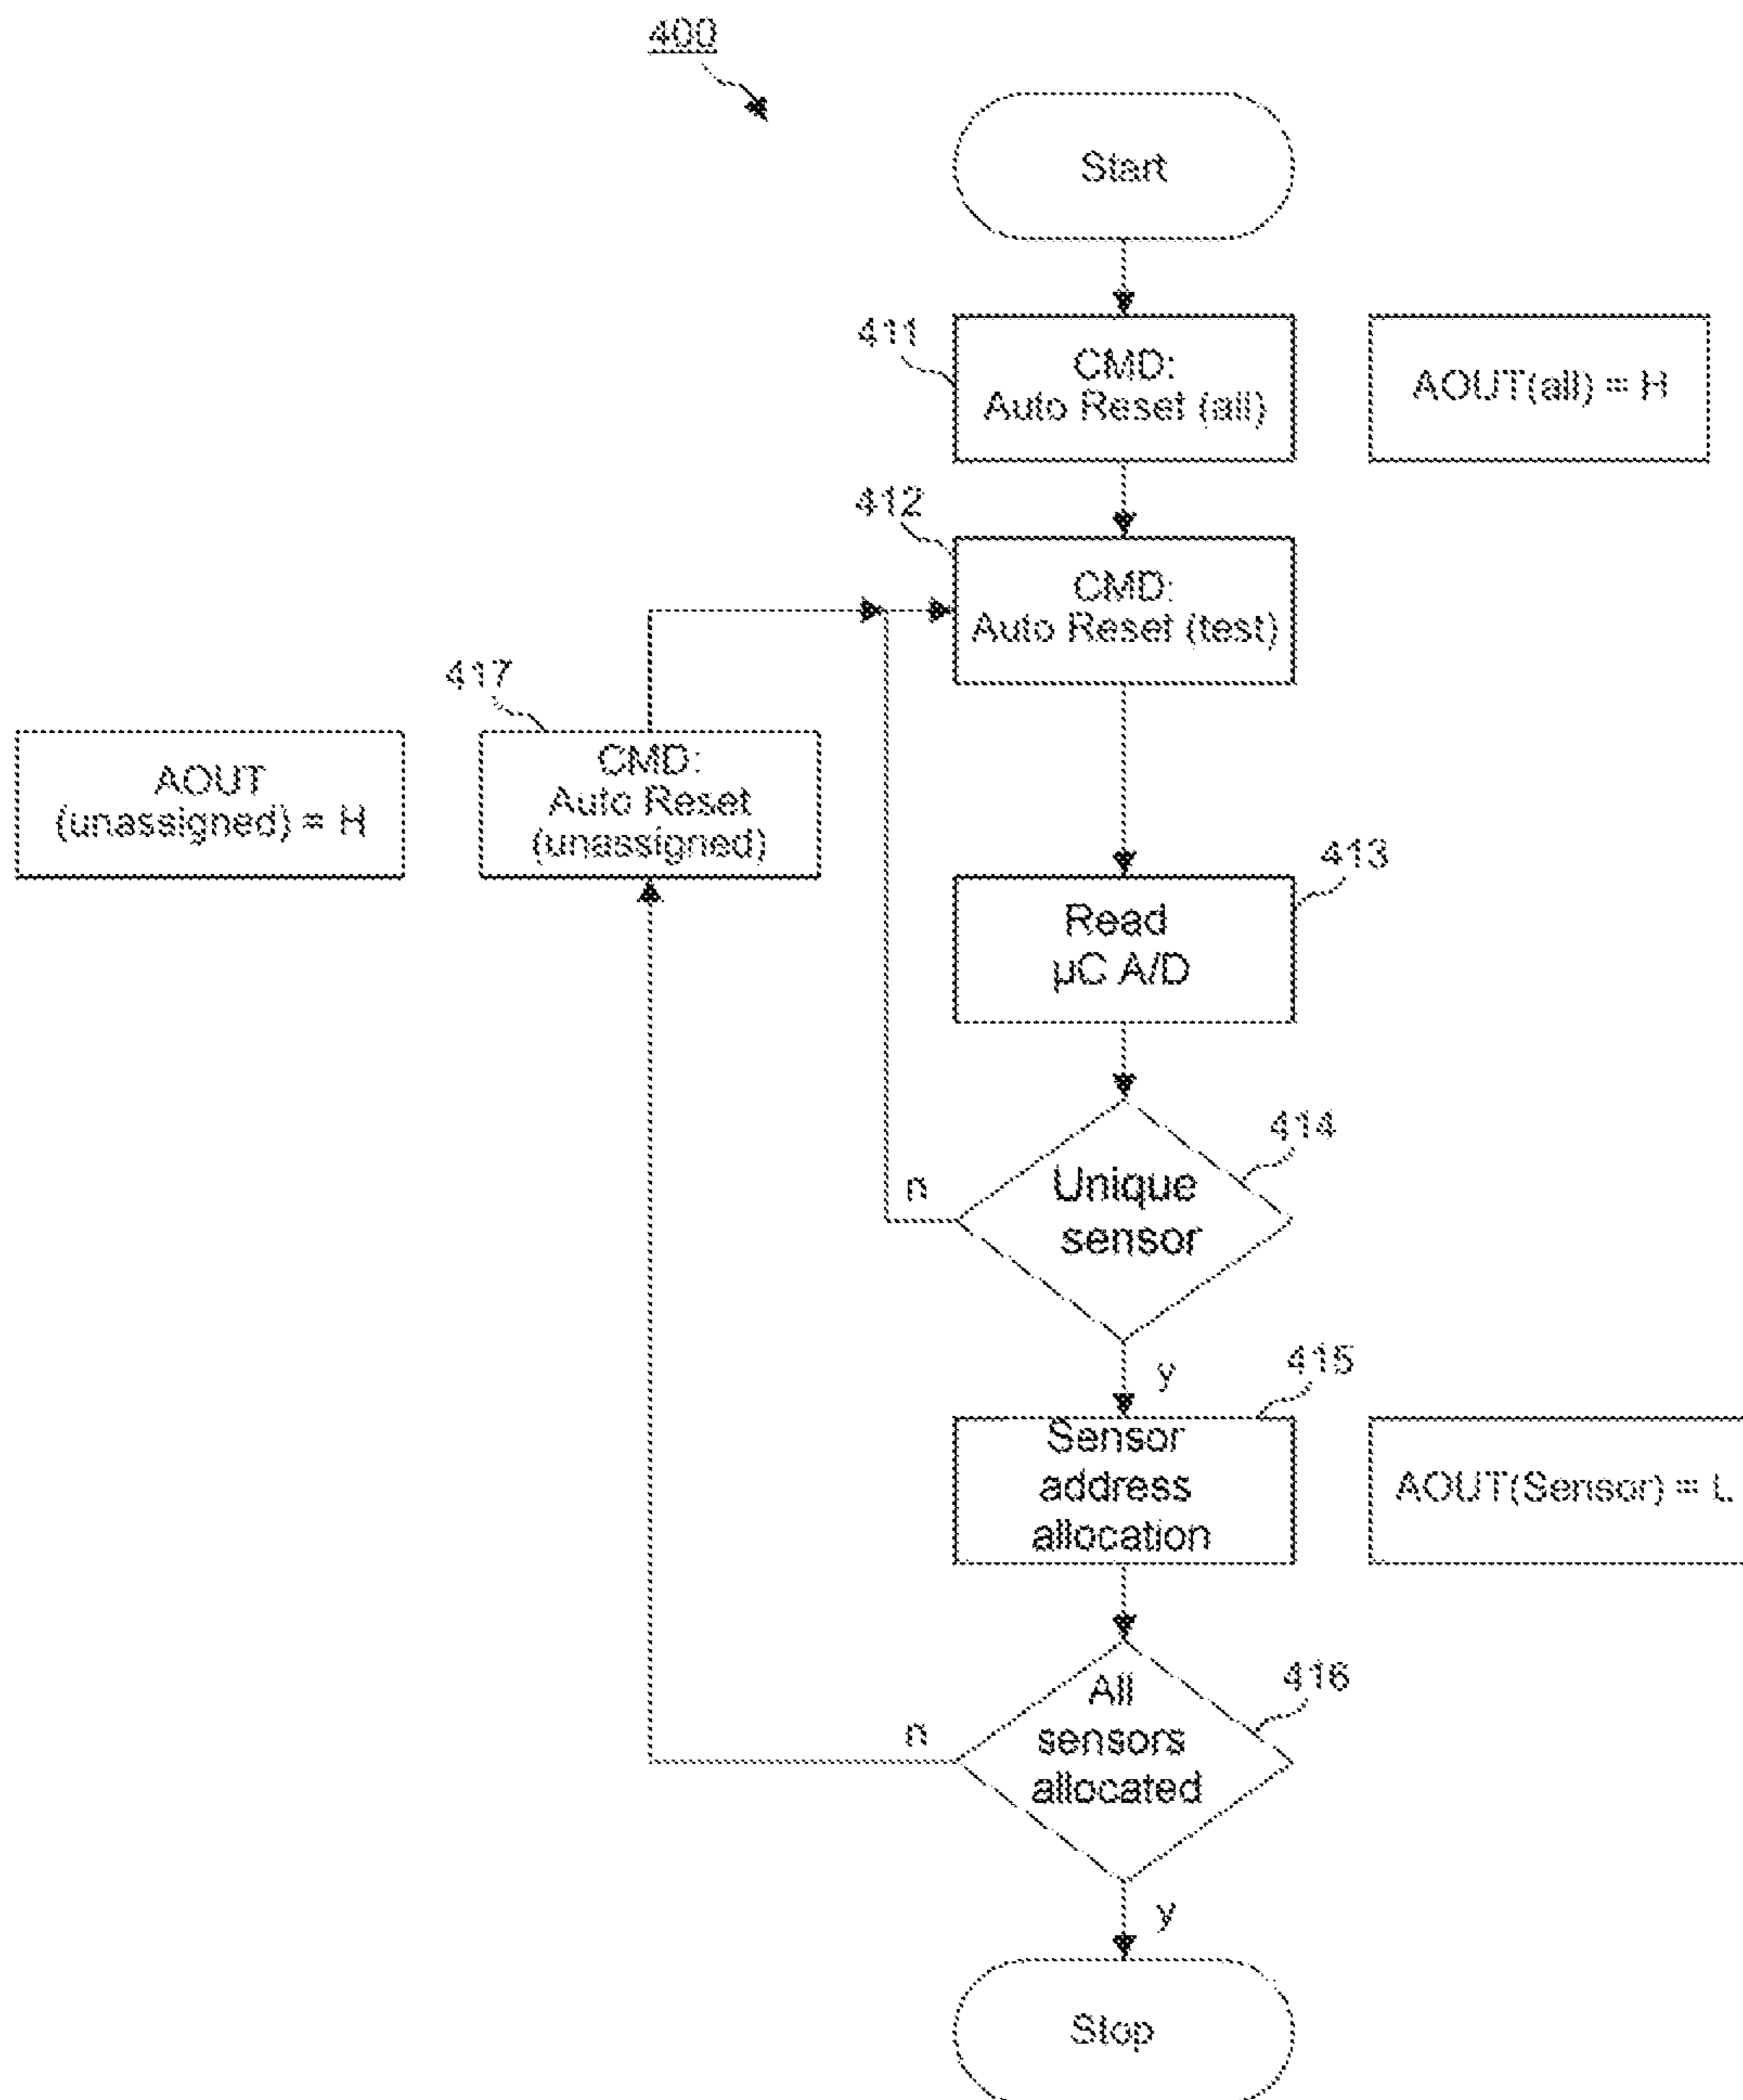 400
Start
411
CMD:
Auto Reset (all)
AOUT(all) = H
412
CMD:
Auto Reset (test)
417
AOUT
(unassigned) = H
CMD:
Auto Reset
(unassigned)
413
Read
µC A/D
414
n
Unique
sensor
y
415
Sensor
address
allocation
AOUT(Sensor) = L
416
n
All
sensors
allocated
y
Stop